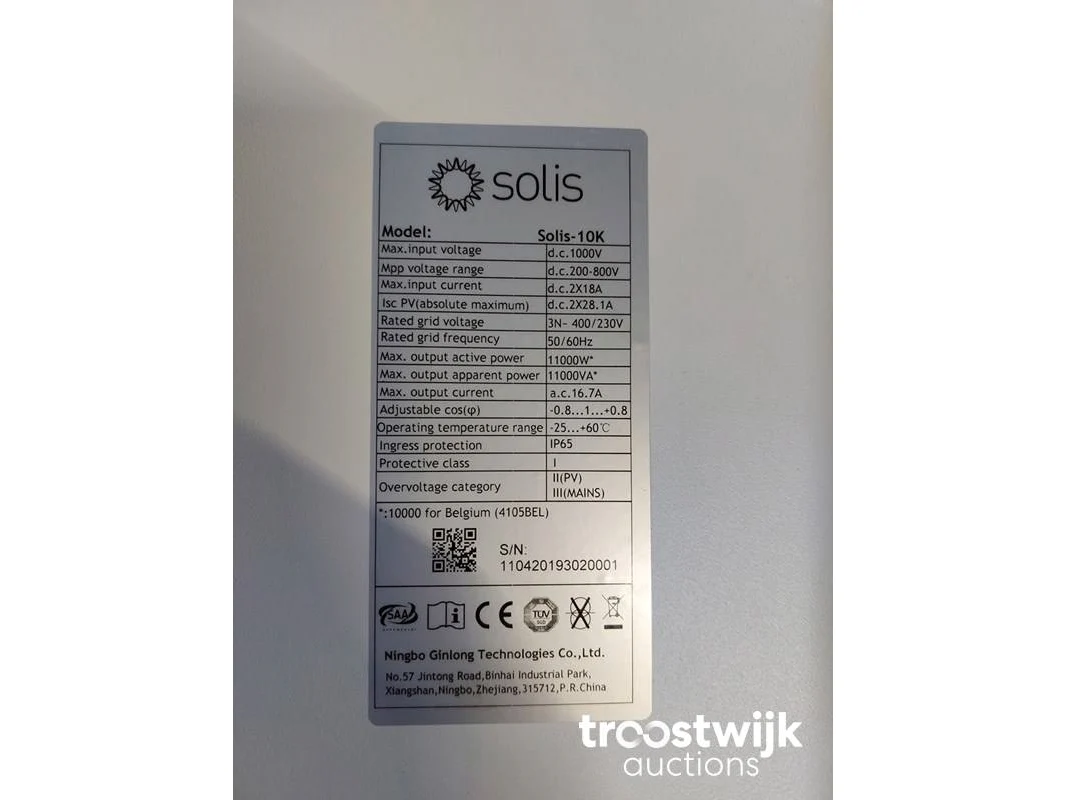 solis
Model: Solis-10K
Max.input voltage d.c.1000V
Mpp voltage range d.c.200-800V
Max.input current d.c.2X18A
Isc PV(absolute maximum) d.c.2X28.1A
Rated grid voltage 3N~ 400/230V
Rated grid frequency 50/60Hz
Max. output active power 11000W*
Max. output apparent power 11000VA*
Max. output current a.c.16.7A
Adjustable cos(φ) -0.8...1...+0.8
Operating temperature range -25...+60℃
Ingress protection IP65
Protective class I
Overvoltage category II(PV)
III(MAINS)
*:10000 for Belgium (4105BEL)
S/N:
110420193020001
SAA i CE TUV
Ningbo Ginlong Technologies Co.,Ltd.
No.57 Jintong Road,Binhai Industrial Park,
Xiangshan,Ningbo,Zhejiang,315712,P.R.China
troostwijk
auctions